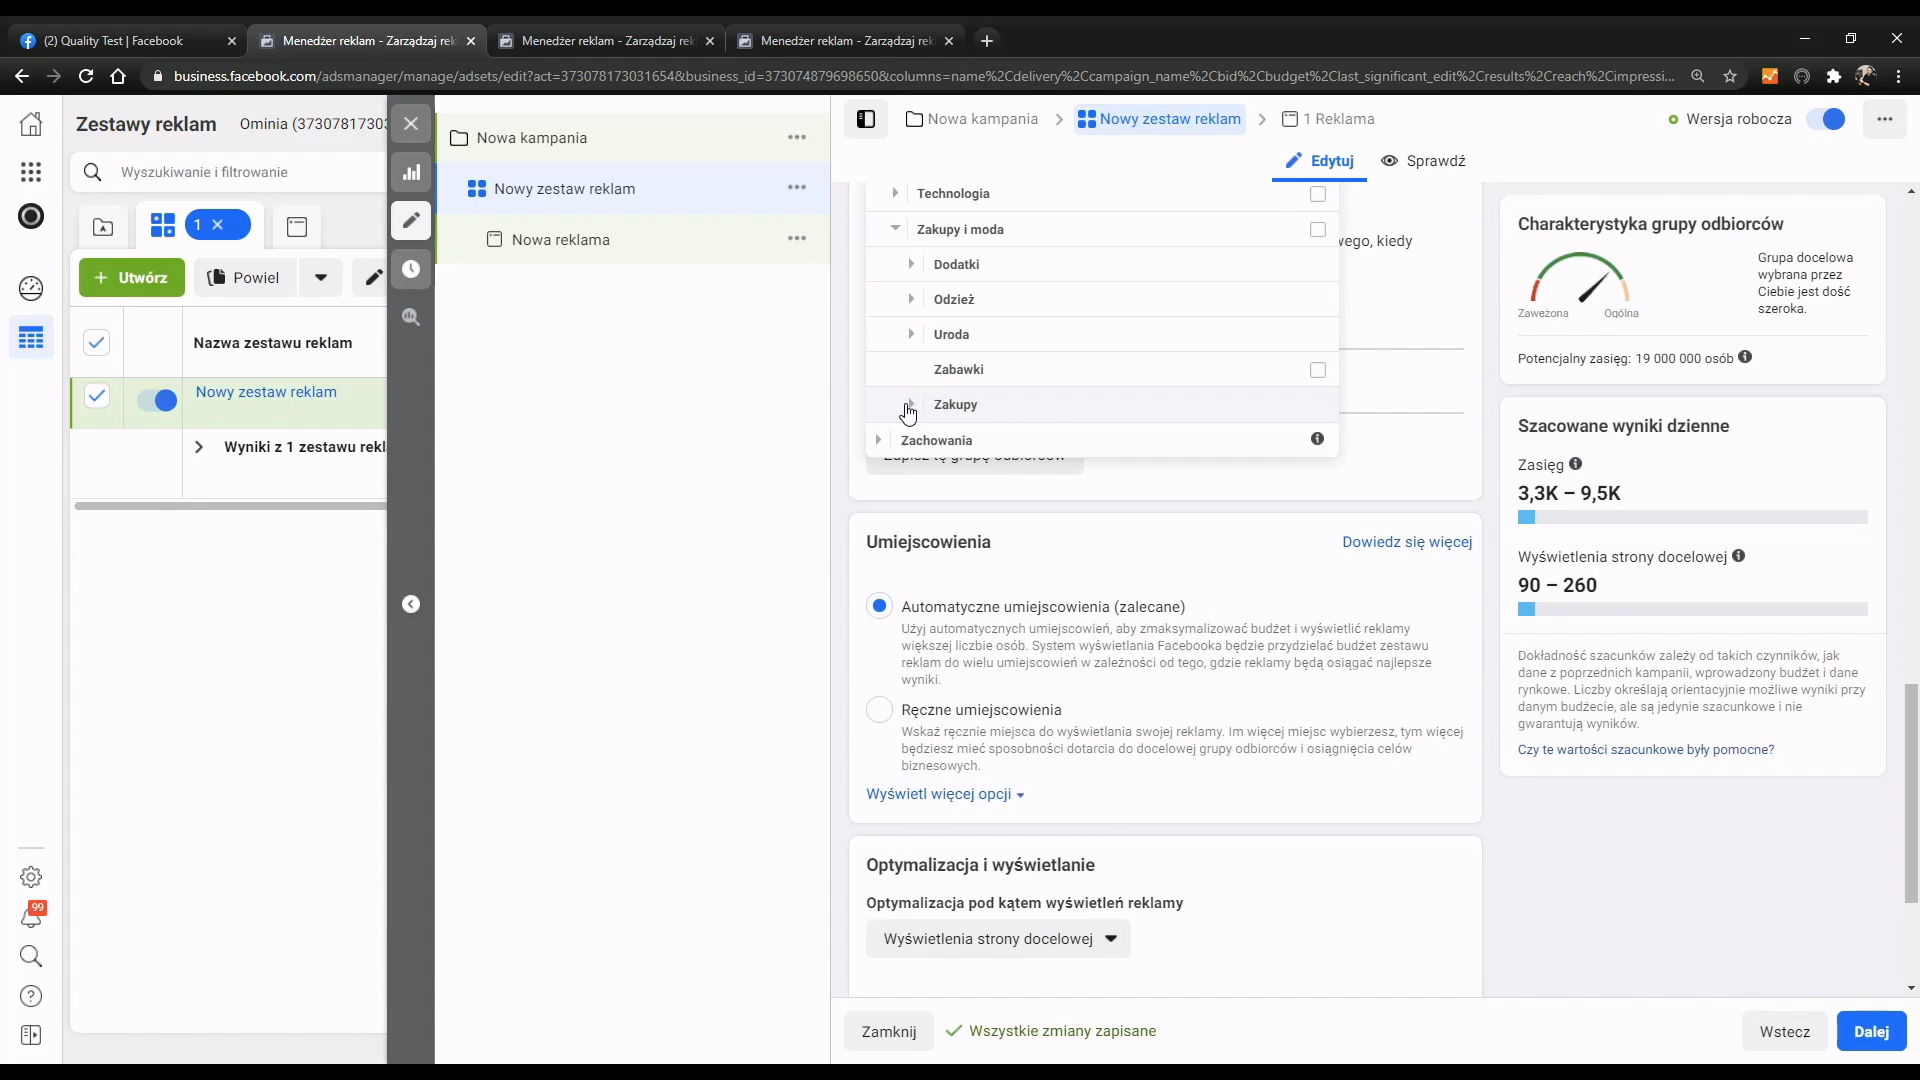 (2) Quality Test | Facebook
Menedżer reklam - Zarządzaj rek
Menedżer reklam - Zarządzaj rek
Menedżer reklam - Zarządzaj rek
business.facebook.com/adsmanager/manage/adsets/edit?act=373078173031654&business_id=373074879698650&columns=name%2Cdelivery%2Ccampaign_name%2Cbid%2Cbudget%2Clast_significant_edit%2Cresults%2Creach%2Cimpressi...
Zestawy reklam
Ominia (37307817303
Wyszukiwanie i filtrowanie
1
Utwórz
Powiel
Nazwa zestawu reklam
Nowy zestaw reklam
Wyniki z 1 zestawu rekl
99
Nowa kampania
Nowy zestaw reklam
Nowa reklama
Nowa kampania
Nowy zestaw reklam
1 Reklama
Wersja robocza
Edytuj
Sprawdź
Technologia
Zakupy i moda
wego, kiedy
Dodatki
Odzież
Uroda
Zabawki
Zakupy
Zachowania
Zapisz tę grupę odbiorców
Umiejscowienia
Dowiedz się więcej
Automatyczne umiejscowienia (zalecane)
Użyj automatycznych umiejscowień, aby zmaksymalizować budżet i wyświetlić reklamy
większej liczbie osób. System wyświetlania Facebooka będzie przydzielać budżet zestawu
reklam do wielu umiejscowień w zależności od tego, gdzie reklamy będą osiągać najlepsze
wyniki.
Ręczne umiejscowienia
Wskaż ręcznie miejsca do wyświetlania swojej reklamy. Im więcej miejsc wybierzesz, tym więcej
będziesz mieć sposobności dotarcia do docelowej grupy odbiorców i osiągnięcia celów
biznesowych.
Wyświetl więcej opcji
Optymalizacja i wyświetlanie
Optymalizacja pod kątem wyświetleń reklamy
Wyświetlenia strony docelowej
Zamknij
Wszystkie zmiany zapisane
Wstecz
Dalej
Charakterystyka grupy odbiorców
Grupa docelowa
wybrana przez
Ciebie jest dość
szeroka.
Zawężona
Ogólna
Potencjalny zasięg: 19 000 000 osób
Szacowane wyniki dzienne
Zasięg
3,3K – 9,5K
Wyświetlenia strony docelowej
90 – 260
Dokładność szacunków zależy od takich czynników, jak
dane z poprzednich kampanii, wprowadzony budżet i dane
rynkowe. Liczby określają orientacyjnie możliwe wyniki przy
danym budżecie, ale są jedynie szacunkowe i nie
gwarantują wyników.
Czy te wartości szacunkowe były pomocne?